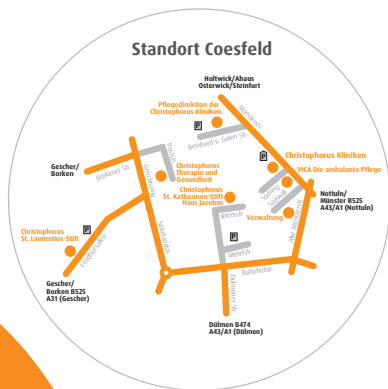 Standort Coesfeld
Holtwick/Ahaus
Osterwick/Steinfurt
Pflegedirektion der
Christophorus Kliniken
P
Bernhard v. Galen Str.
P
Christophorus Kliniken
VICA Die ambulante Pflege
Gescher/
Borken
Borkener Str.
Christophorus
Therapie und
Gesundheit
Christophorus
St. Katharinen-Stift
Haus Jacobus
Südring
Südwall
Nottuln/
Münster B525
A43/A1 (Nottuln)
Ritterstr.
Verwaltung
P
Christophorus
St. Laurentius-Stift
P
Mittelstr.
Bahnhofstr.
Gescher/
Borken B525
A31 (Gescher)
Dülmener Str.
Dülmen B474
A43/A1 (Dülmen)